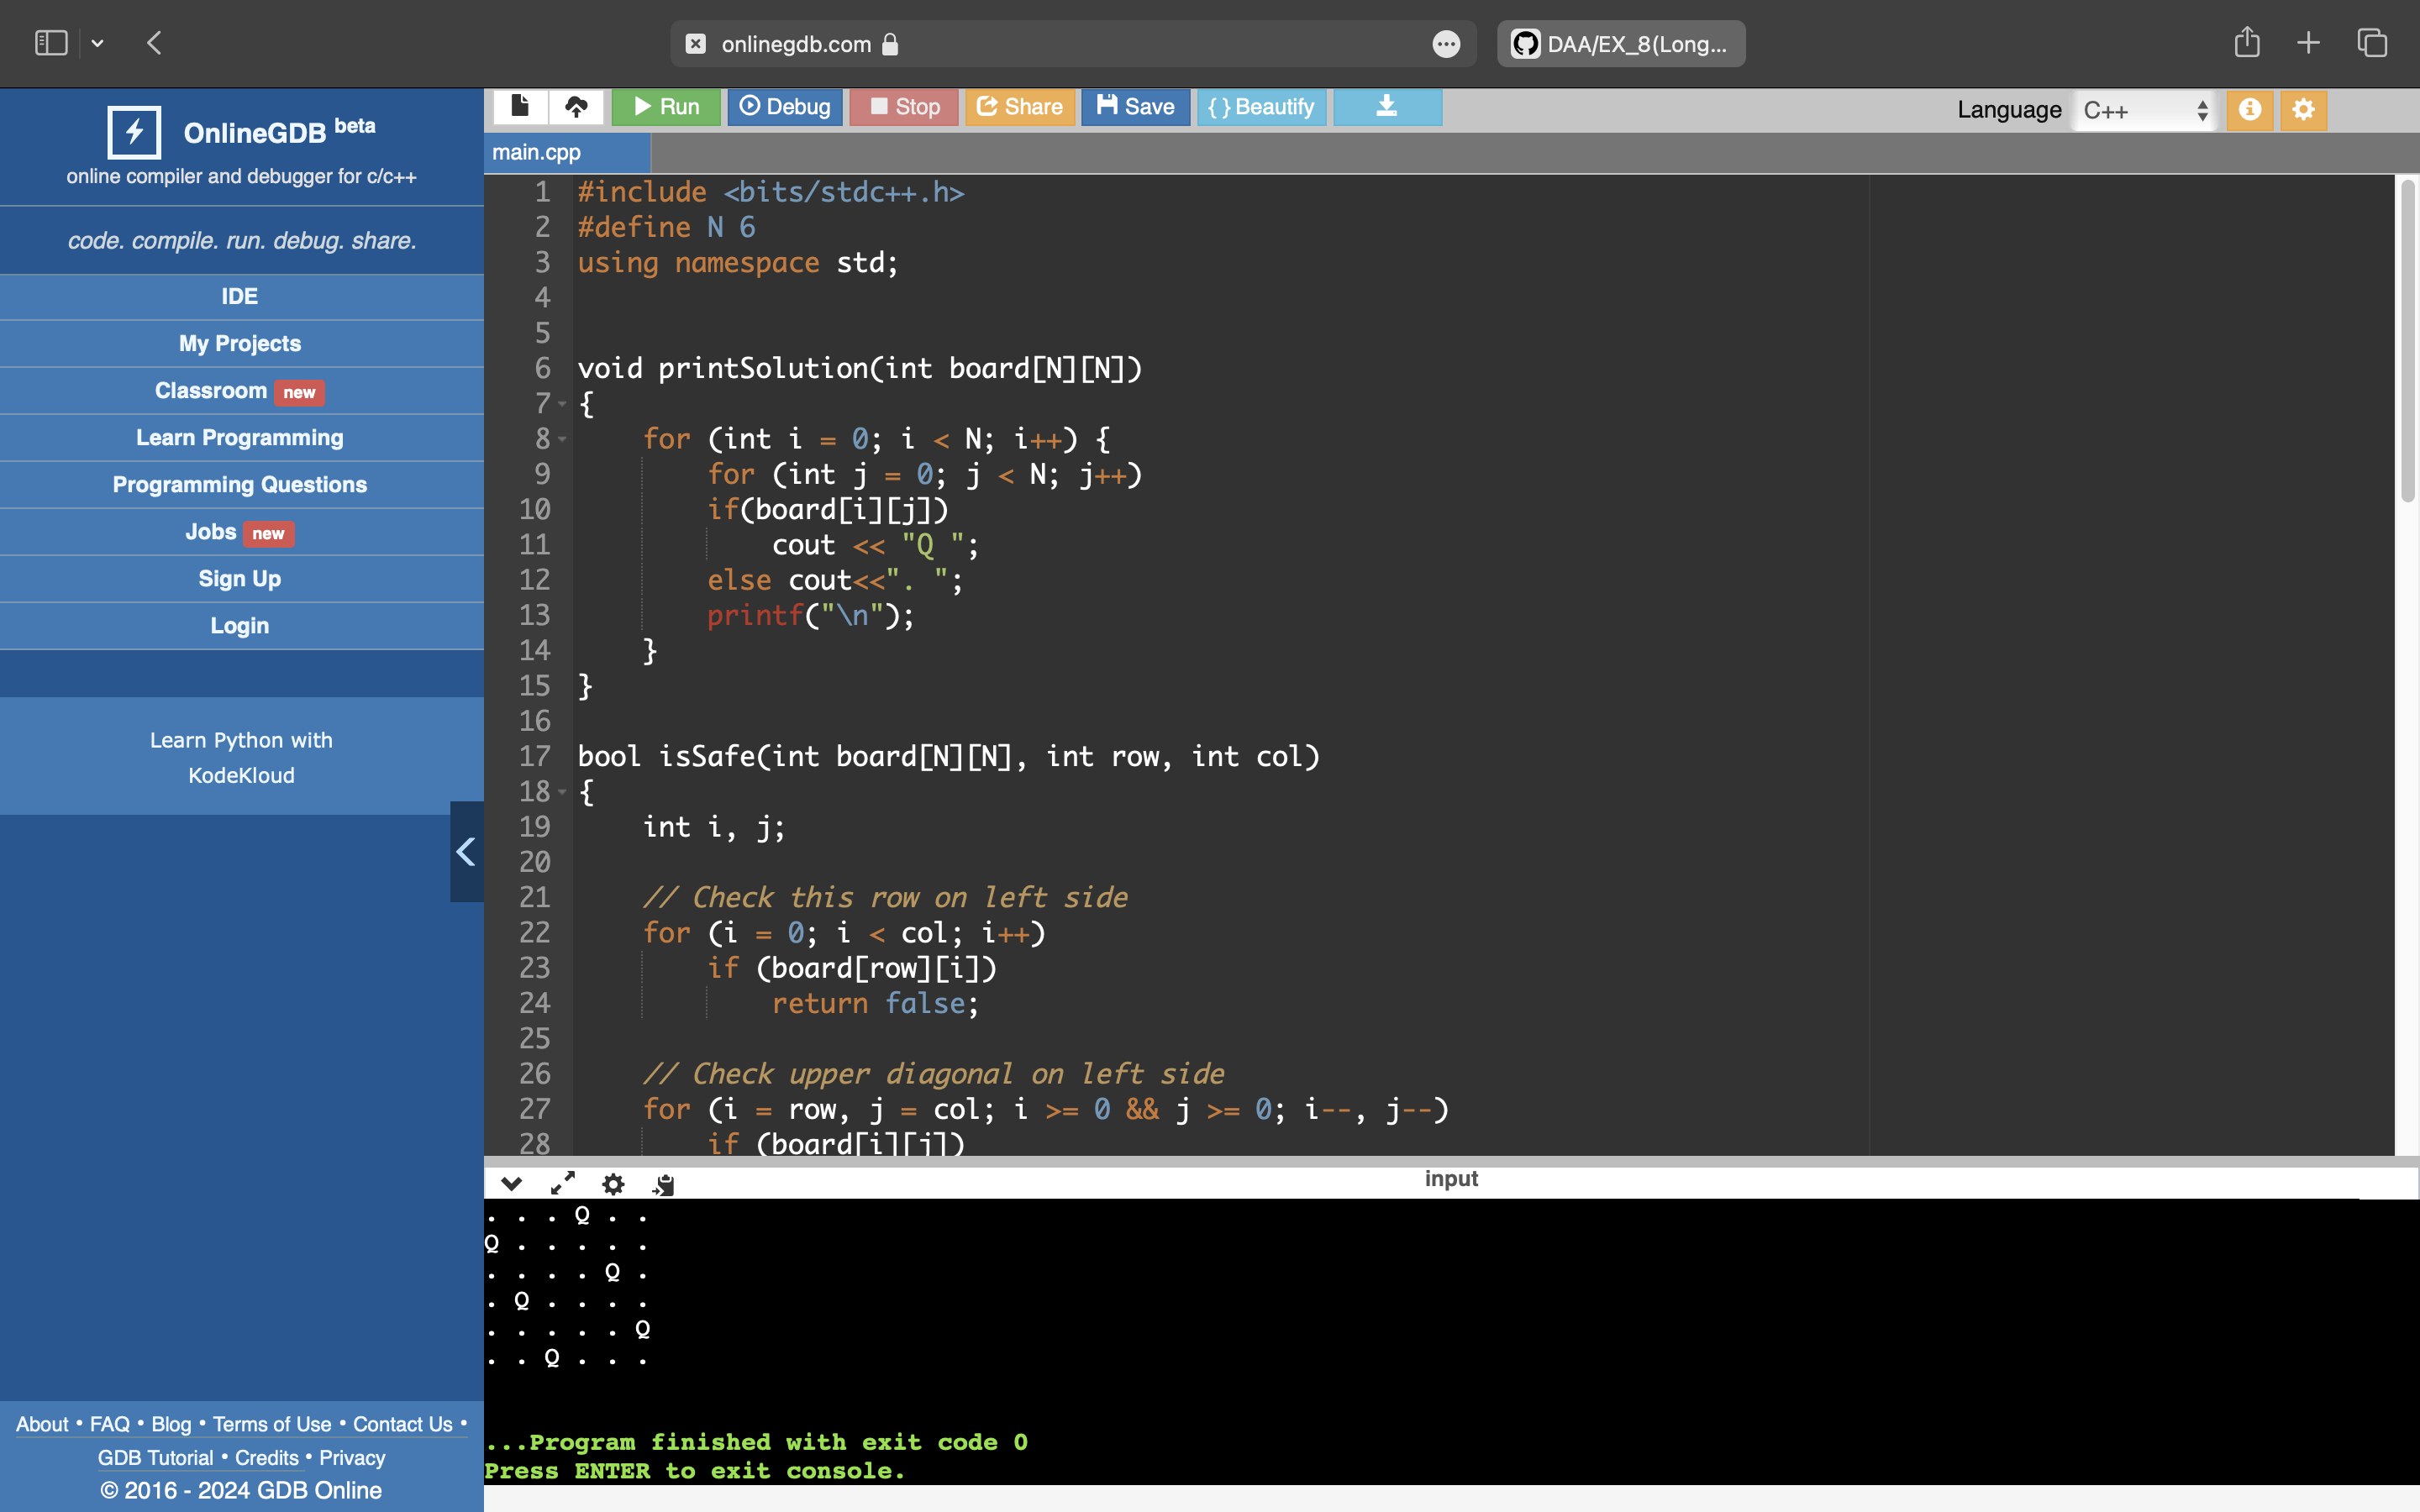 onlinegdb.com
DAA/EX_8(Long...
OnlineGDB beta
online compiler and debugger for c/c++
code. compile. run. debug. share.
IDE
My Projects
Classroom new
Learn Programming
Programming Questions
Jobs new
Sign Up
Login
Learn Python with
KodeKloud
About • FAQ • Blog • Terms of Use • Contact Us •
GDB Tutorial • Credits • Privacy
© 2016 - 2024 GDB Online
Run Debug Stop Share Save { } Beautify
Language C++
main.cpp
1 #include <bits/stdc++.h>
2 #define N 6
3 using namespace std;
4
5
6 void printSolution(int board[N][N])
7 {
8     for (int i = 0; i < N; i++) {
9         for (int j = 0; j < N; j++)
10         if(board[i][j])
11             cout << "Q ";
12         else cout<<". ";
13         printf("\n");
14     }
15 }
16
17 bool isSafe(int board[N][N], int row, int col)
18 {
19     int i, j;
20
21     // Check this row on left side
22     for (i = 0; i < col; i++)
23         if (board[row][i])
24             return false;
25
26     // Check upper diagonal on left side
27     for (i = row, j = col; i >= 0 && j >= 0; i--, j--)
28         if (board[i][j])
input
. . . Q . .
Q . . . . .
. . . . Q .
. Q . . . .
. . . . . Q
. . Q . . .
...Program finished with exit code 0
Press ENTER to exit console.